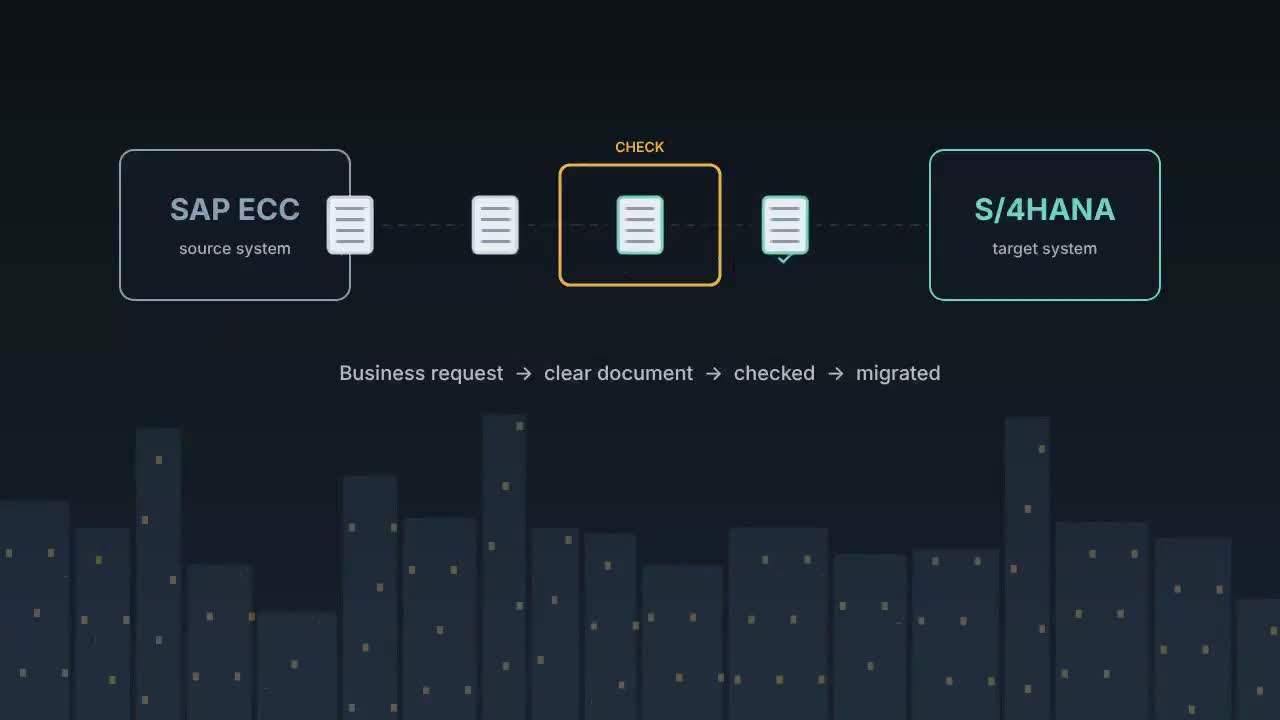 CHECK
SAP ECC
source system
S/4HANA
target system
Business request → clear document → checked → migrated